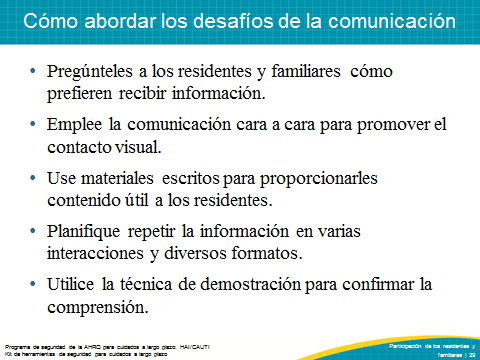 Cómo abordar los desafíos de la comunicación
• Pregúnteles a los residentes y familiares cómo
prefieren recibir información.
• Emplee la comunicación cara a cara para promover el
contacto visual.
• Use materiales escritos para proporcionarles
contenido útil a los residentes.
• Planifique repetir la información en varias
interacciones y diversos formatos.
• Utilice la técnica de demostración para confirmar la
comprensión.
Programa de seguridad de la AHRQ para cuidados a largo plazo: HAI/CAUTI
Kit de herramientas de seguridad para cuidados a largo plazo
Participación de los residentes y
familiares | 29